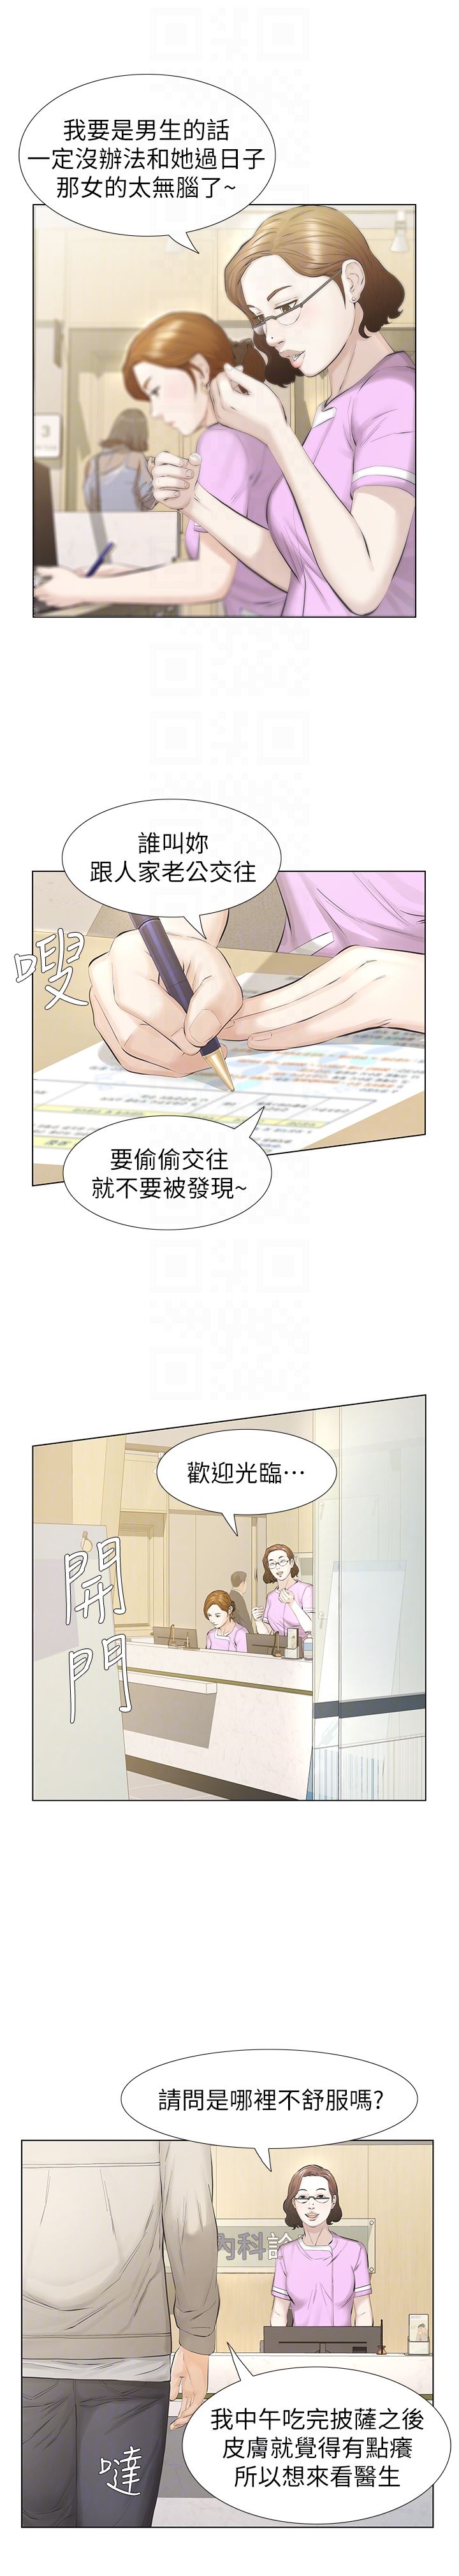 我要是男生的話
一定沒辦法和她過日子
那女的太無腦了~
3
誰叫妳
跟人家老公交往
嗖
要偷偷交往
就不要被發現~
歡迎光臨⋯
開
門
請問是哪裡不舒服嗎?
內科診
我中午吃完披薩之後
皮膚就覺得有點癢
所以想來看醫生
噠